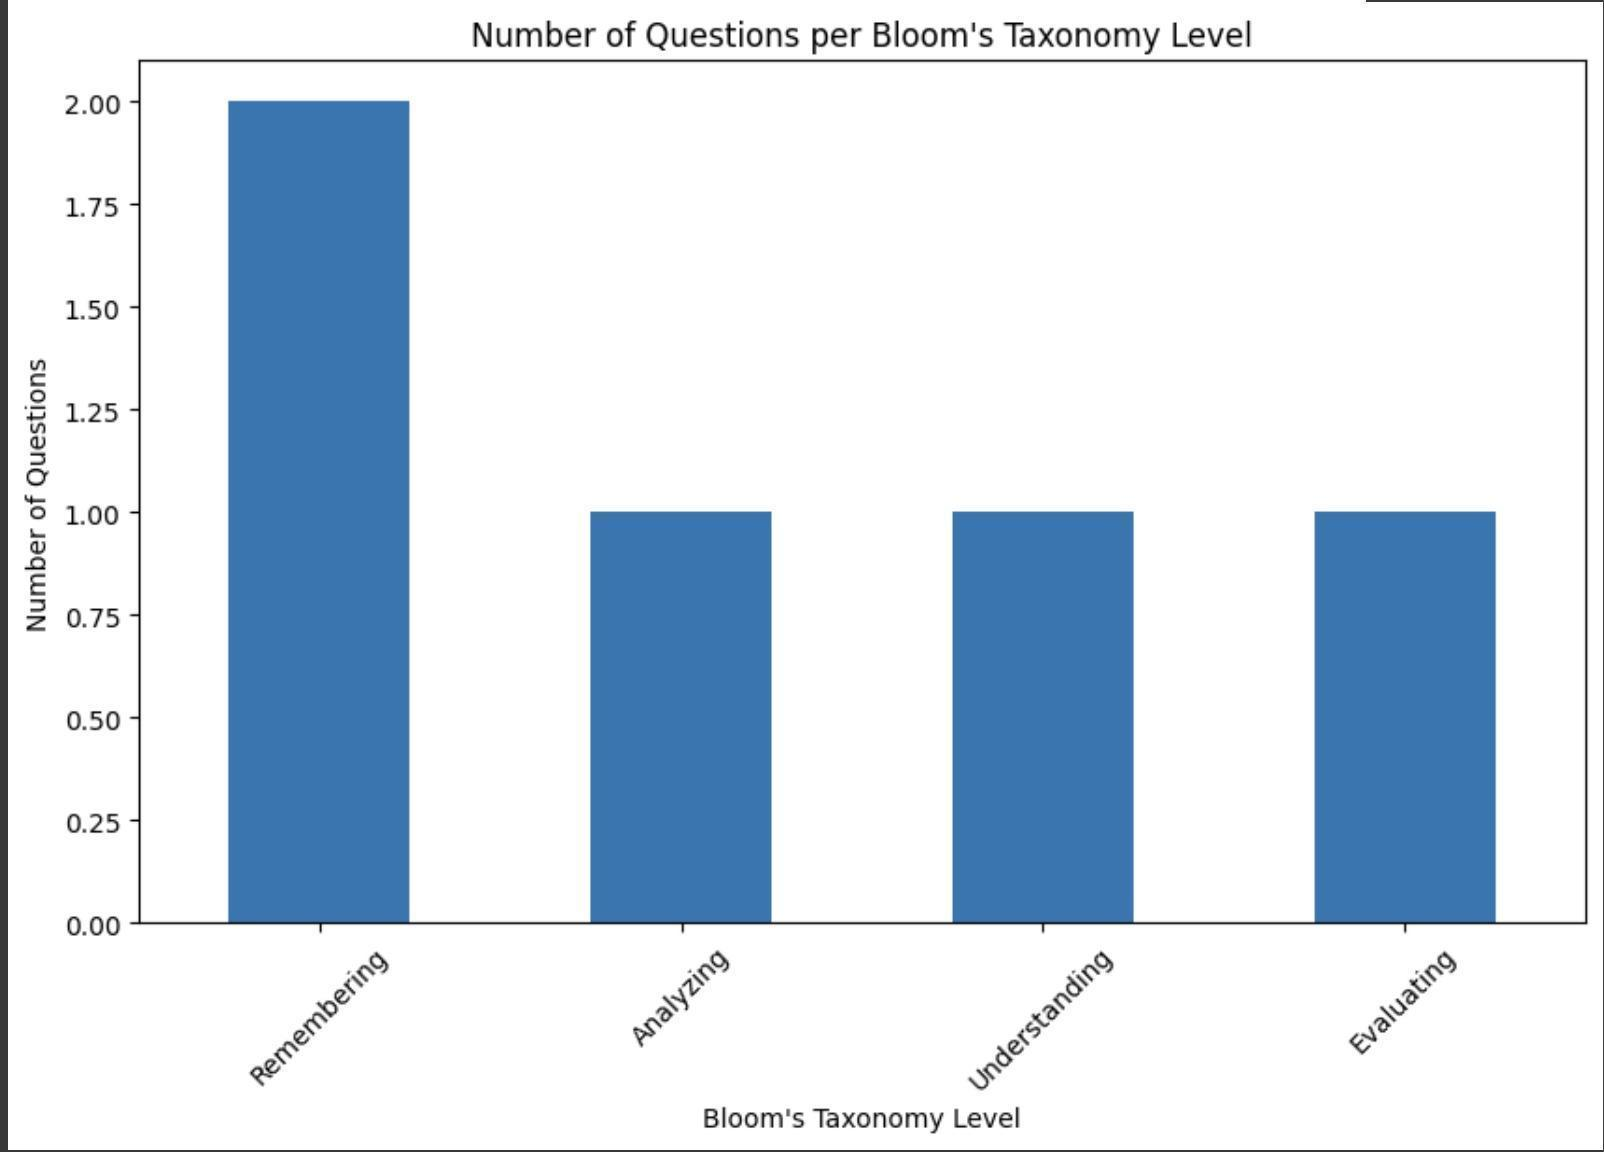 Number of Questions per Bloom's Taxonomy Level
Number of Questions
2.00
1.75
1.50
1.25
1.00
0.75
0.50
0.25
0.00
Remembering
Analyzing
Understanding
Evaluating
Bloom's Taxonomy Level